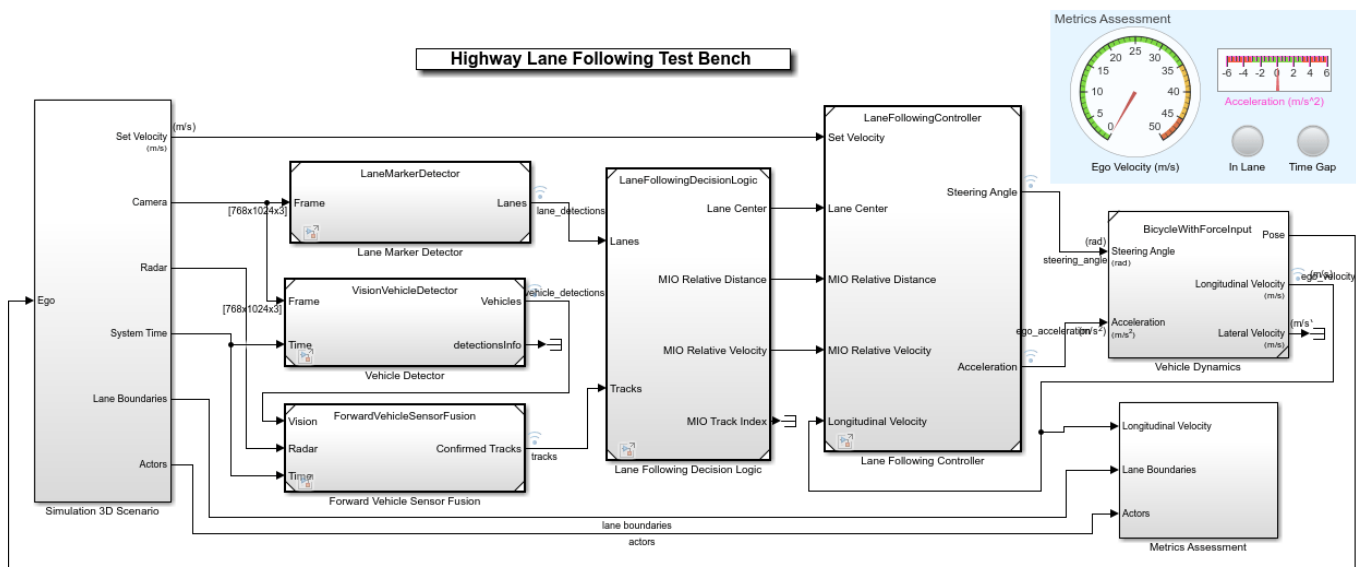 Metrics Assessment
Highway Lane Following Test Bench
0
5
10
15
20
25
30
35
40
45
50
Ego Velocity (m/s)
-6 -4 -2 0 2 4 6
Acceleration (m/s^2)
In Lane
Time Gap
Ego
Set Velocity
(m/s)
Camera
Radar
System Time
Lane Boundaries
Actors
Simulation 3D Scenario
(m/s)
[768x1024x3]
LaneMarkerDetector
Frame
Lanes
Lane Marker Detector
lane_detections
[768x1024x3]
VisionVehicleDetector
Frame
Vehicles
Time
detectionsInfo
Vehicle Detector
vehicle_detections
ForwardVehicleSensorFusion
Vision
Radar
Confirmed Tracks
Time
Forward Vehicle Sensor Fusion
tracks
LaneFollowingDecisionLogic
Lane Center
Lanes
MIO Relative Distance
MIO Relative Velocity
Tracks
MIO Track Index
Lane Following Decision Logic
LaneFollowingController
Set Velocity
Steering Angle
Lane Center
MIO Relative Distance
MIO Relative Velocity
Acceleration
Longitudinal Velocity
Lane Following Controller
(rad)
steering_angle
ego_acceleration
(m/s^2)
BicycleWithForceInput
Pose
Steering Angle
(rad)
Longitudinal Velocity
(m/s)
Acceleration
(m/s²)
Lateral Velocity
(m/s)
Vehicle Dynamics
(m/s)
ego_velocity
(m/s)
Longitudinal Velocity
Lane Boundaries
Actors
Metrics Assessment
lane boundaries
actors